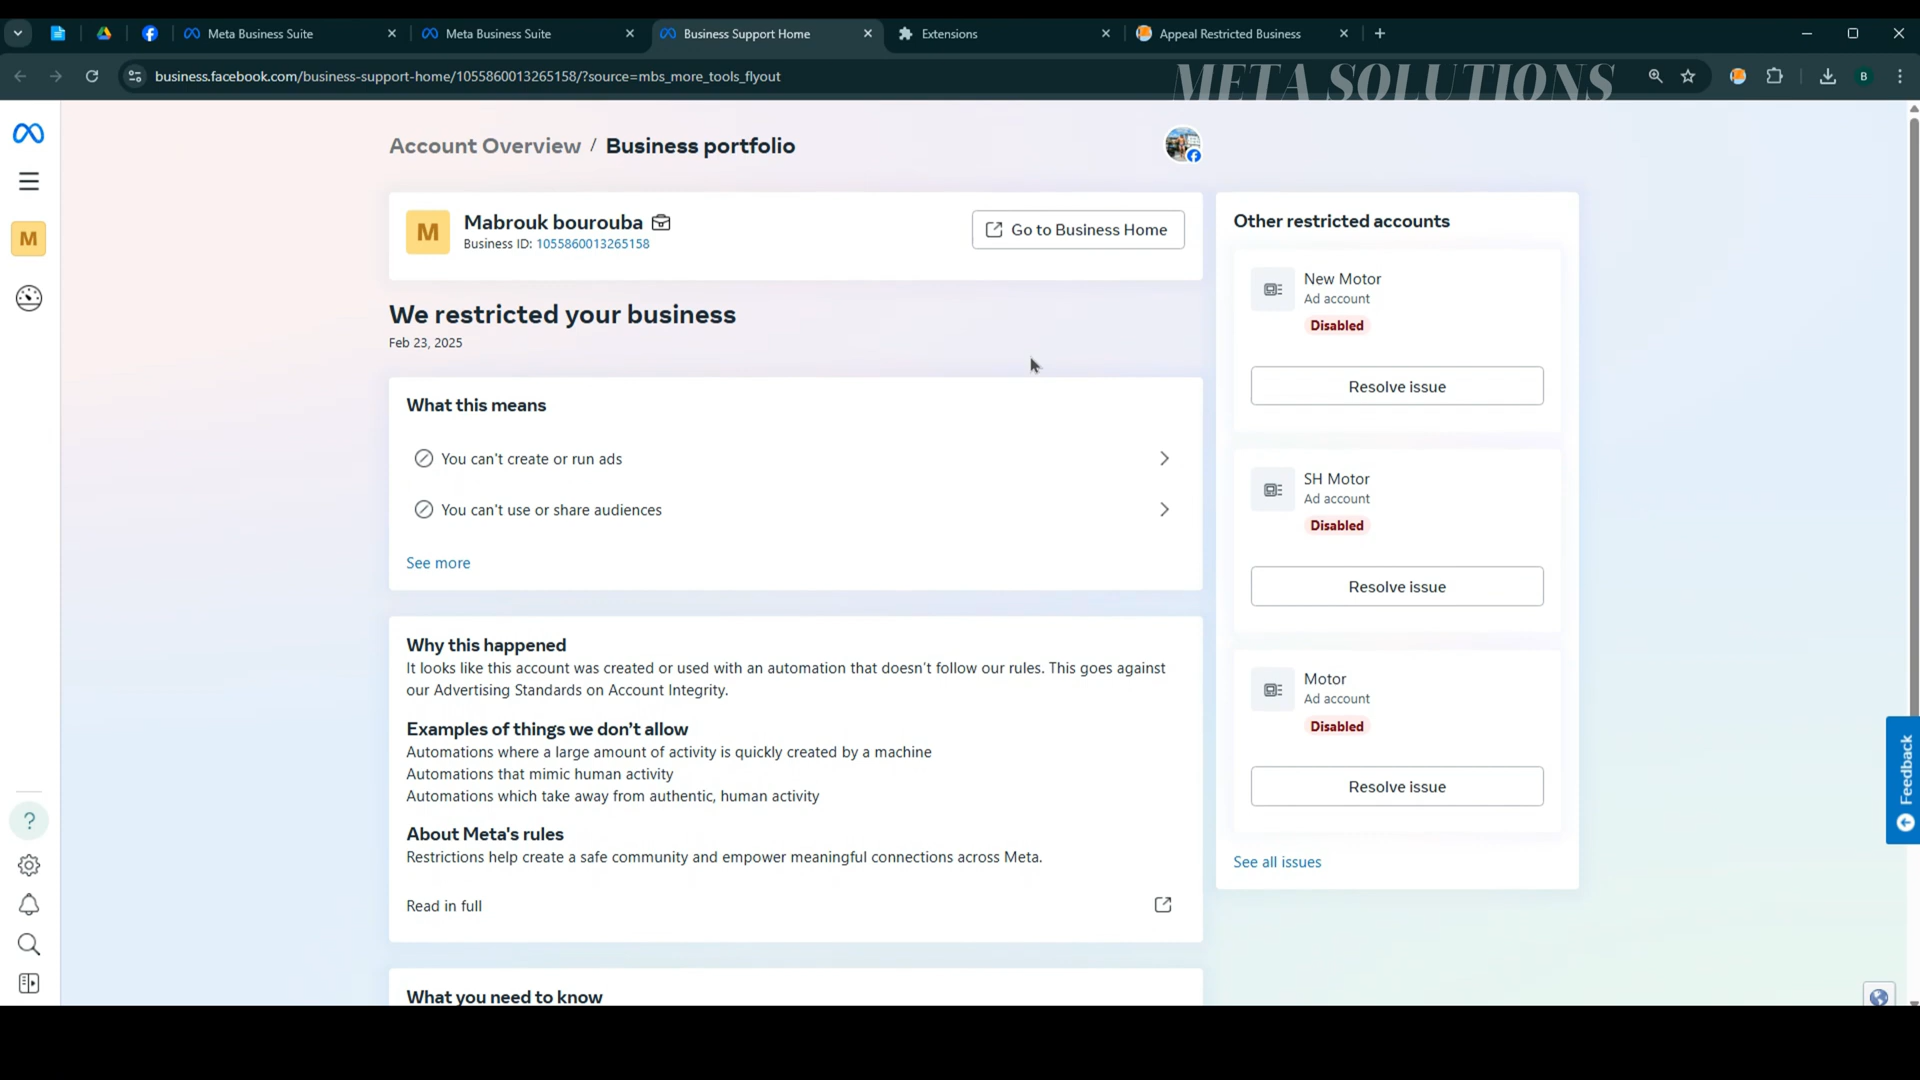 Meta Business Suite
Meta Business Suite
Business Support Home
Extensions
Appeal Restricted Business
business.facebook.com/business-support-home/1055860013265158/?source=mbs_more_tools_flyout
META SOLUTIONS
B
Account Overview / Business portfolio
M
M
Mabrouk bourouba
Business ID: 1055860013265158
Go to Business Home
We restricted your business
Feb 23, 2025
What this means
You can't create or run ads
You can't use or share audiences
See more
Why this happened
It looks like this account was created or used with an automation that doesn't follow our rules. This goes against
our Advertising Standards on Account Integrity.
Examples of things we don't allow
Automations where a large amount of activity is quickly created by a machine
Automations that mimic human activity
Automations which take away from authentic, human activity
About Meta's rules
Restrictions help create a safe community and empower meaningful connections across Meta.
Read in full
What you need to know
Other restricted accounts
New Motor
Ad account
Disabled
Resolve issue
SH Motor
Ad account
Disabled
Resolve issue
Motor
Ad account
Disabled
Resolve issue
See all issues
Feedback